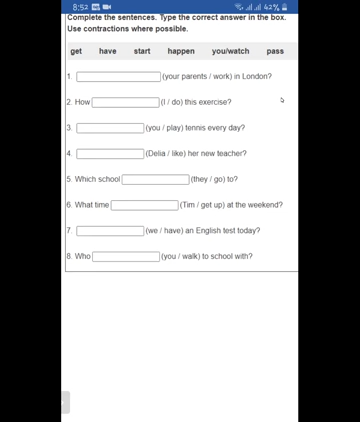 8:52 42%
Complete the sentences. Type the correct answer in the box.
Use contractions where possible.
get have start happen you/watch pass
1. (your parents / work) in London?
2. How (I / do) this exercise?
3. (you / play) tennis every day?
4. (Delia / like) her new teacher?
5. Which school (they / go) to?
6. What time (Tim / get up) at the weekend?
7. (we / have) an English test today?
8. Who (you / walk) to school with?